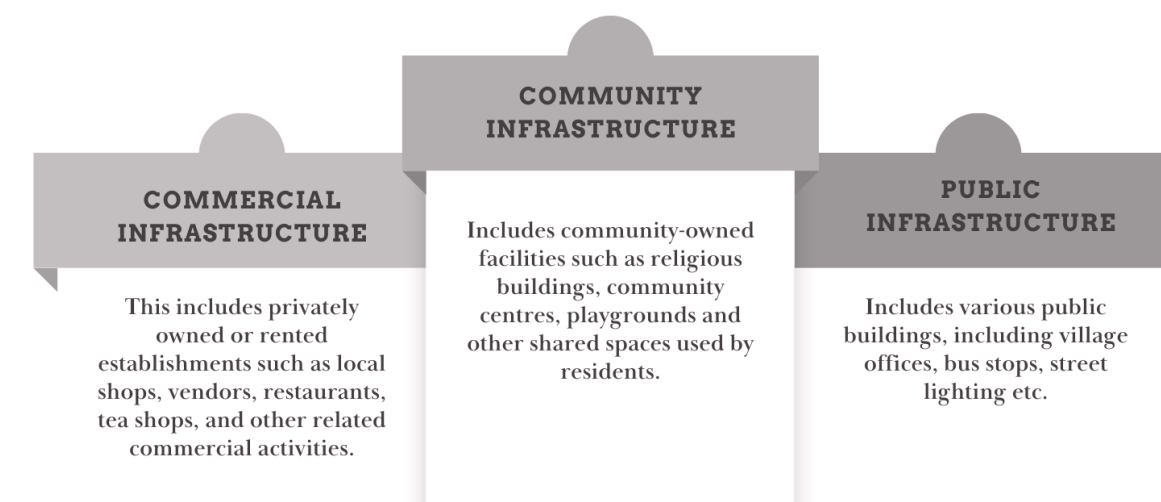 COMMERCIAL
INFRASTRUCTURE
This includes privately
owned or rented
establishments such as local
shops, vendors, restaurants,
tea shops, and other related
commercial activities.
COMMUNITY
INFRASTRUCTURE
Includes community-owned
facilities such as religious
buildings, community
centres, playgrounds and
other shared spaces used by
residents.
PUBLIC
INFRASTRUCTURE
Includes various public
buildings, including village
offices, bus stops, street
lighting etc.